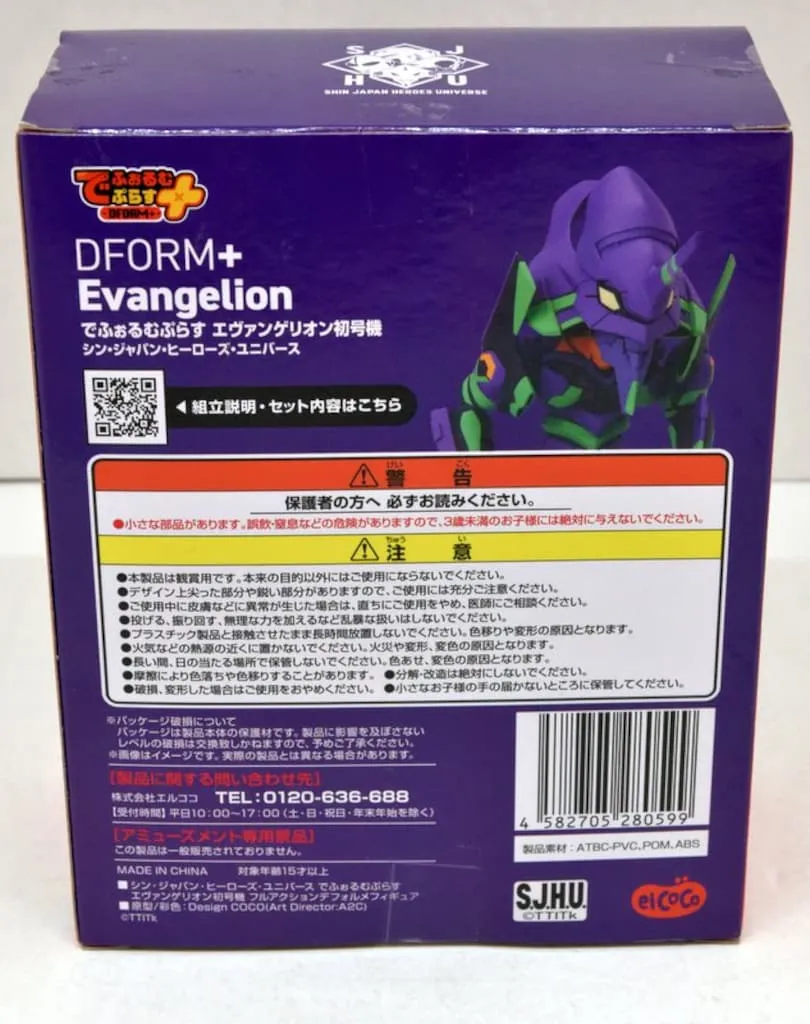 S J
H U
SHIN JAPAN HEROES UNIVERSE
でふぉるむ
ぷらす
DFORM+
DFORM+
Evangelion
でふぉるむぷらす エヴァンゲリオン初号機
シン・ジャパン・ヒーローズ・ユニバース
◀組立説明・セット内容はこちら
けい こく
⚠警 告
保護者の方へ 必ずお読みください。
●小さな部品があります。誤飲・窒息などの危険がありますので、3歳未満のお子様には絶対に与えないでください。
ちゅう い
⚠注 意
●本製品は観賞用です。本来の目的以外にはご使用にならないでください。
●デザイン上尖った部分や鋭い部分がありますので、ご使用には充分ご注意ください。
●ご使用中に皮膚などに異常が生じた場合は、直ちにご使用をやめ、医師にご相談ください。
●投げる、振り回す、無理な力を加えるなど乱暴な扱いはしないでください。
●プラスチック製品と接触させたまま長時間放置しないでください。色移りや変形の原因となります。
●火気などの熱源の近くに置かないでください。火災や変形、変色の原因となります。
●長い間、日の当たる場所で保管しないでください。色あせ、変色の原因となります。
●摩擦により色落ちや色移りすることがあります。 ●分解・改造は絶対にしないでください。
●破損、変形した場合はご使用をおやめください。 ●小さなお子様の手の届かないところに保管してください。
※パッケージ破損について
パッケージは製品本体の保護材です。製品に影響を及ぼさない
レベルの破損は交換致しかねますので、予めご了承ください。
※画像はイメージです。実際の製品とは異なる場合があります。
【製品に関する問い合わせ先】
株式会社エルココ TEL:0120-636-688
【受付時間】平日10:00~17:00(土・日・祝日・年末年始を除く)
【アミューズメント専用景品】
この製品は一般販売されておりません。
MADE IN CHINA 対象年齢15才以上
■シン・ジャパン・ヒーローズ・ユニバース でふぉるむぷらす
エヴァンゲリオン初号機 フルアクションデフォルメフィギュア
■原型/彩色:Design COCO(Art Director:A2C)
©TTITk
4 582705 280599
製品素材:ATBC-PVC、POM、ABS
S.J.H.U.
©TTITk
elCOCO